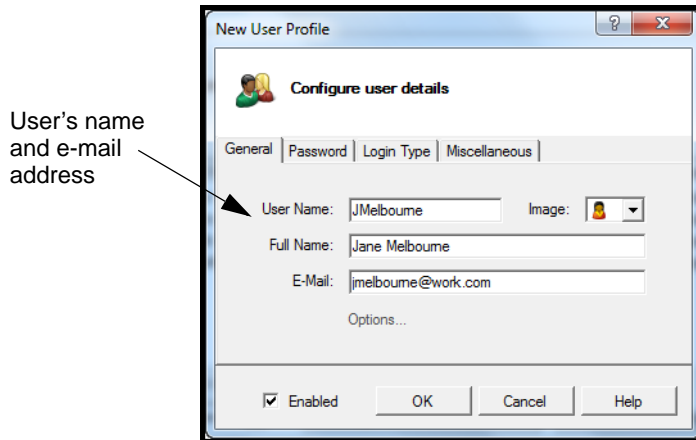 New User Profile
Configure user details
User's name
and e-mail
address
General Password Login Type Miscellaneous
User Name: JMelbourne Image:
Full Name: Jane Melbourne
E-Mail: jmelbourne@work.com
Options...
Enabled OK Cancel Help